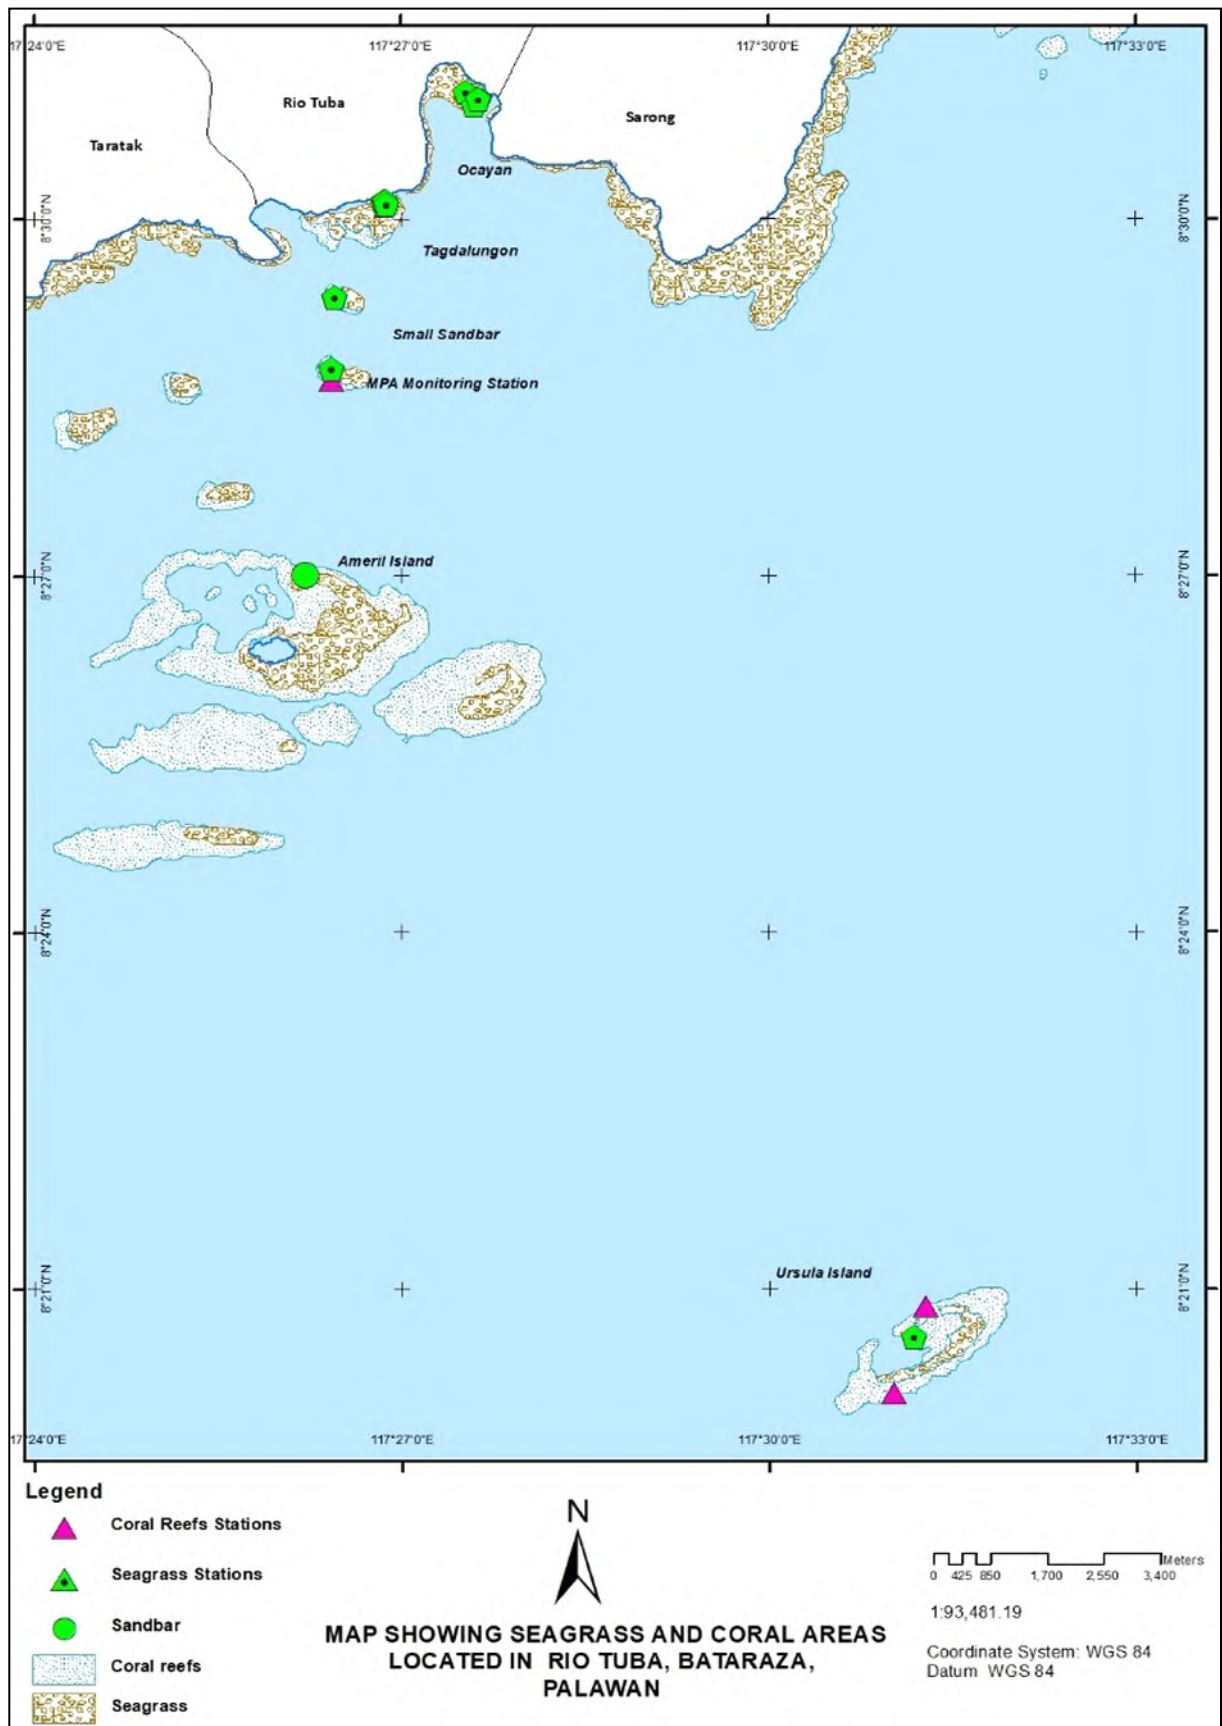 17°24'0"E 117°27'0"E 117°30'0"E 117°33'0"E
Rio Tuba
Sarong
Taratak
Ocayan
8°30'0"N 8°30'0"N
Tagdalungon
Small Sandbar
MPA Monitoring Station
Ameril Island
8°27'0"N 8°27'0"N
8°24'0"N 8°24'0"N
Ursula Island
8°21'0"N 8°21'0"N
17°24'0"E 117°27'0"E 117°30'0"E 117°33'0"E
Legend
Coral Reefs Stations
Seagrass Stations
Sandbar
Coral reefs
Seagrass
N
MAP SHOWING SEAGRASS AND CORAL AREAS
LOCATED IN RIO TUBA, BATARAZA,
PALAWAN
Meters
0 425 850 1,700 2,550 3,400
1:93,481.19
Coordinate System: WGS 84
Datum WGS 84